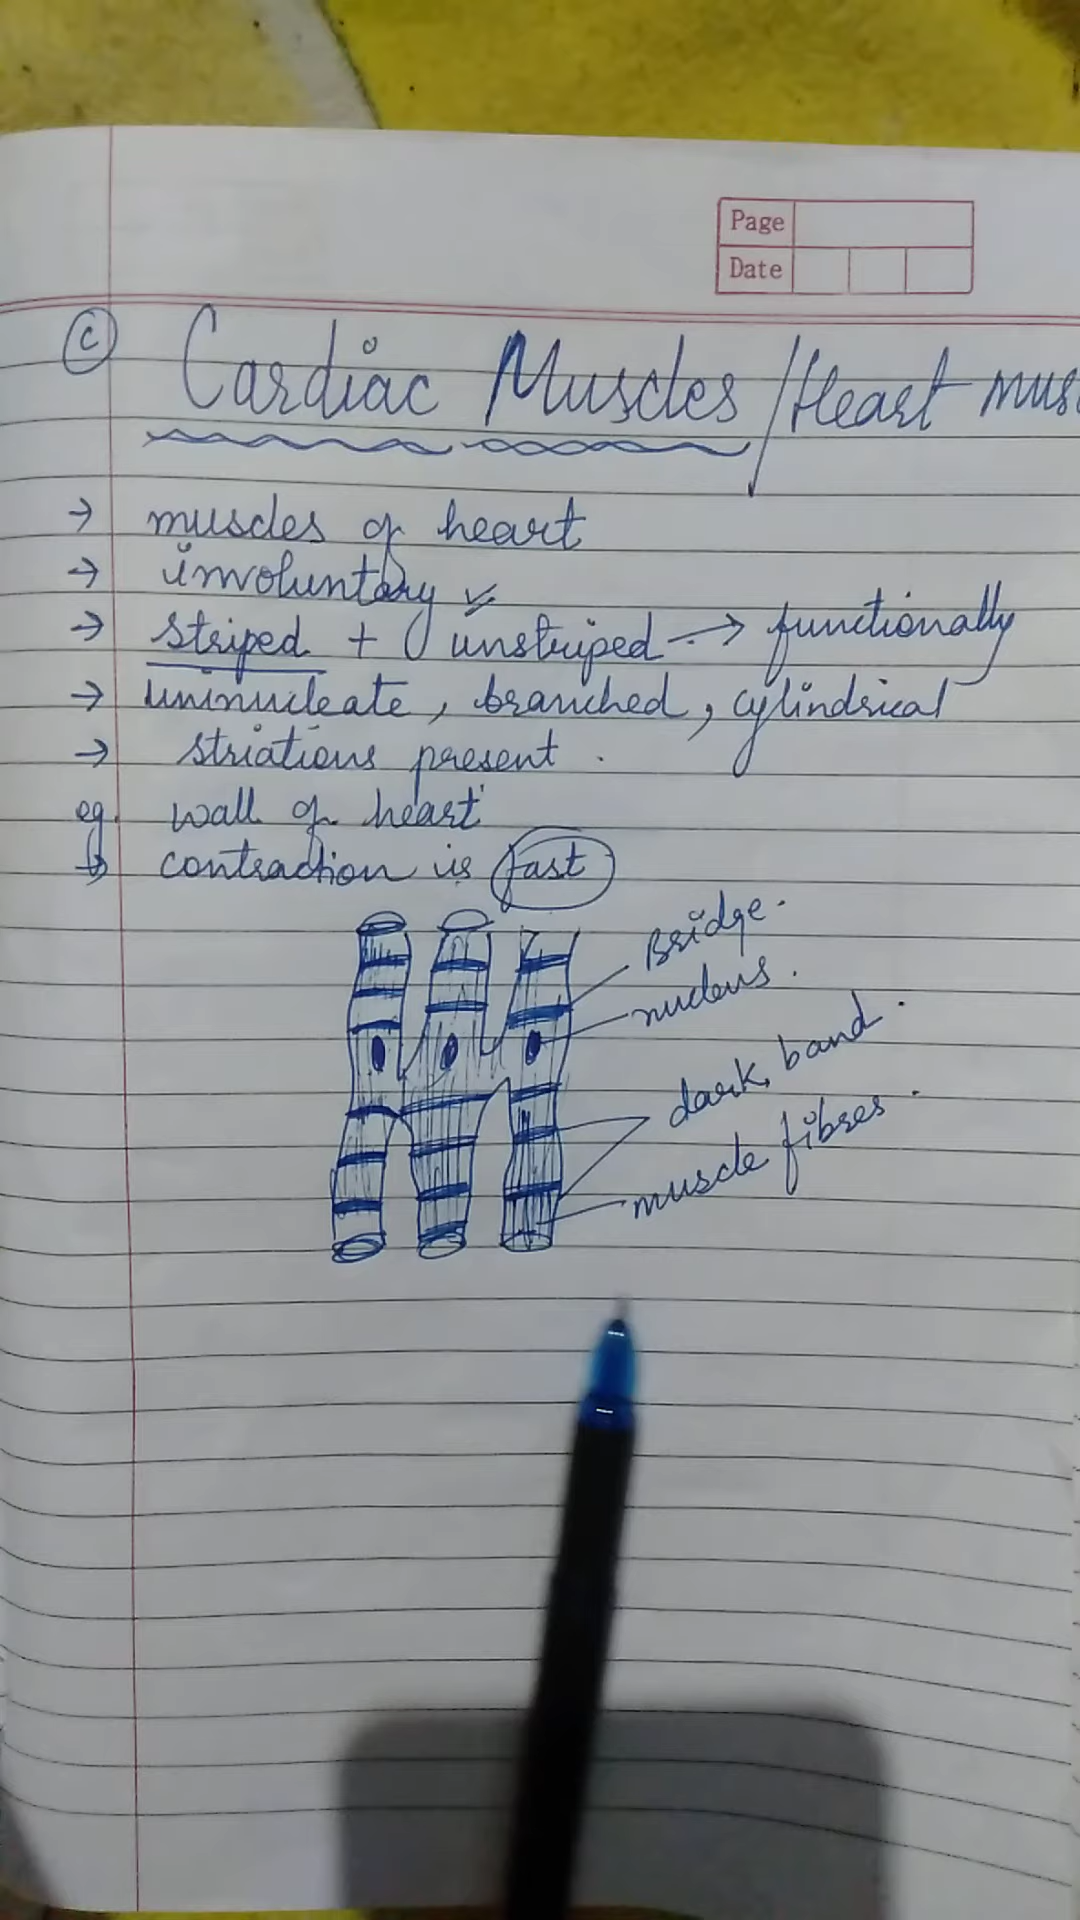 Page
Date
(c) Cardiac Muscles / Heart mus
→ muscles of heart
→ involuntary ✓
→ striped + unstriped → functionally
→ uninucleate, branched, cylindrical
→ striations present.
eg. wall of heart
→ contraction is fast
Bridge.
nucleus.
dark band.
muscle fibres.